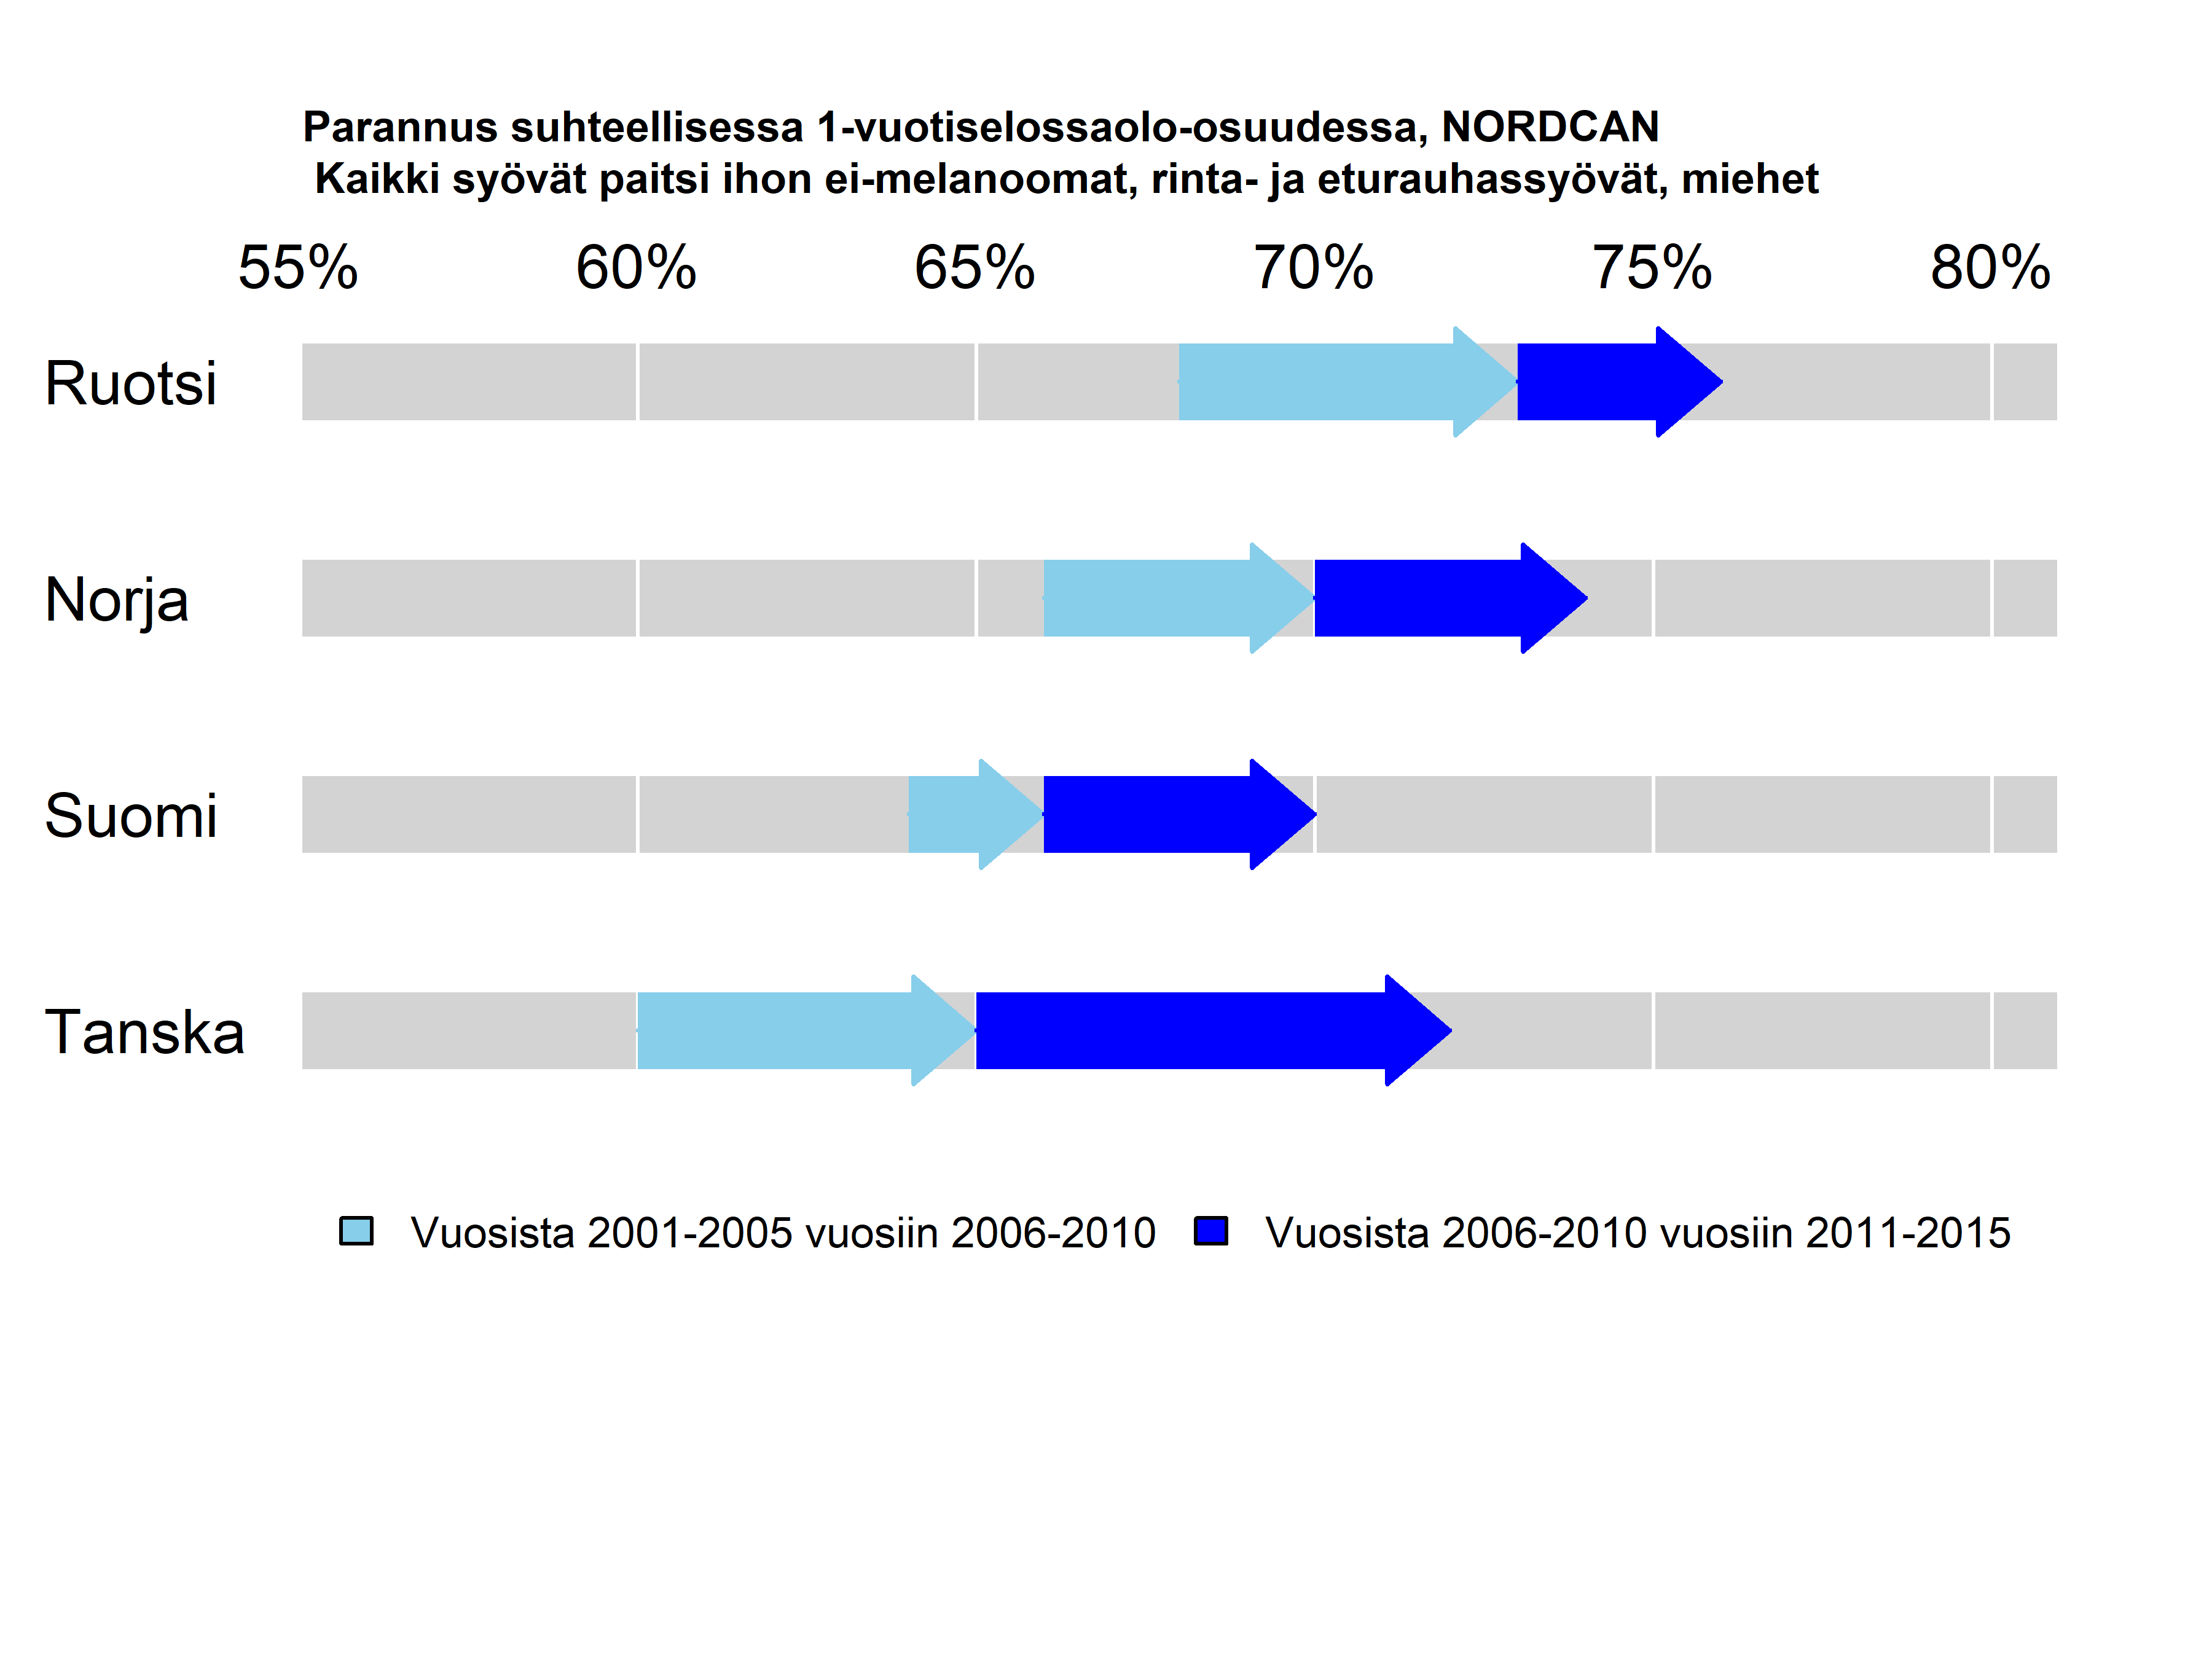 Parannus suhteellisessa 1-vuotiselossaolo-osuudessa, NORDCAN
Kaikki syövät paitsi ihon ei-melanoomat, rinta- ja eturauhassyövät, miehet
55% 60% 65% 70% 75% 80%
Ruotsi
Norja
Suomi
Tanska
Vuosista 2001-2005 vuosiin 2006-2010 Vuosista 2006-2010 vuosiin 2011-2015